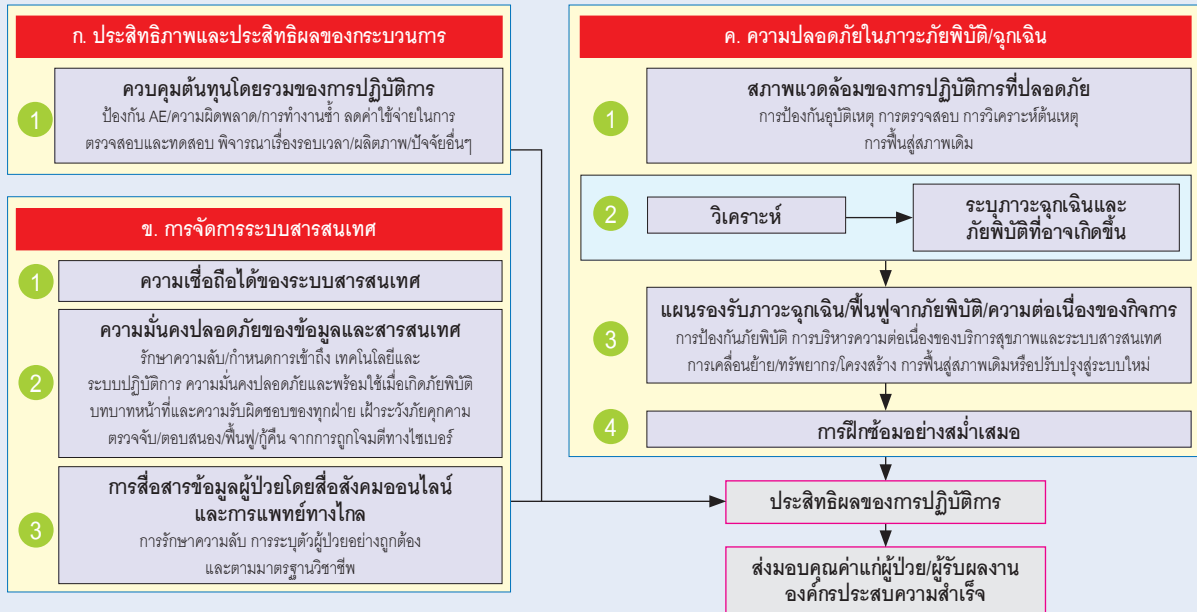 ก. ประสิทธิภาพและประสิทธิผลของกระบวนการ
1
ควบคุมต้นทุนโดยรวมของการปฏิบัติการ
ป้องกัน AE/ความผิดพลาด/การทำงานซ้ำ ลดค่าใช้จ่ายในการ
ตรวจสอบและทดสอบ พิจารณาเรื่องรอบเวลา/ผลิตภาพ/ปัจจัยอื่นๆ
ข. การจัดการระบบสารสนเทศ
1
ความเชื่อถือได้ของระบบสารสนเทศ
2
ความมั่นคงปลอดภัยของข้อมูลและสารสนเทศ
รักษาความลับ/กำหนดการเข้าถึง เทคโนโลยีและ
ระบบปฏิบัติการ ความมั่นคงปลอดภัยและพร้อมใช้เมื่อเกิดภัยพิบัติ
บทบาทหน้าที่และความรับผิดชอบของทุกฝ่าย เฝ้าระวังภัยคุกคาม
ตรวจจับ/ตอบสนอง/ฟื้นฟู/กู้คืน จากการถูกโจมตีทางไซเบอร์
3
การสื่อสารข้อมูลผู้ป่วยโดยสื่อสังคมออนไลน์
และการแพทย์ทางไกล
การรักษาความลับ การระบุตัวผู้ป่วยอย่างถูกต้อง
และตามมาตรฐานวิชาชีพ
ค. ความปลอดภัยในภาวะภัยพิบัติ/ฉุกเฉิน
1
สภาพแวดล้อมของการปฏิบัติการที่ปลอดภัย
การป้องกันอุบัติเหตุ การตรวจสอบ การวิเคราะห์ต้นเหตุ
การฟื้นสู่สภาพเดิม
2
วิเคราะห์
ระบุภาวะฉุกเฉินและ
ภัยพิบัติที่อาจเกิดขึ้น
3
แผนรองรับภาวะฉุกเฉิน/ฟื้นฟูจากภัยพิบัติ/ความต่อเนื่องของกิจการ
การป้องกันภัยพิบัติ การบริหารความต่อเนื่องของบริการสุขภาพและระบบสารสนเทศ
การเคลื่อนย้าย/ทรัพยากร/โครงสร้าง การฟื้นสู่สภาพเดิมหรือปรับปรุงสู่ระบบใหม่
4
การฝึกซ้อมอย่างสม่ำเสมอ
ประสิทธิผลของการปฏิบัติการ
ส่งมอบคุณค่าแก่ผู้ป่วย/ผู้รับผลงาน
องค์กรประสบความสำเร็จ